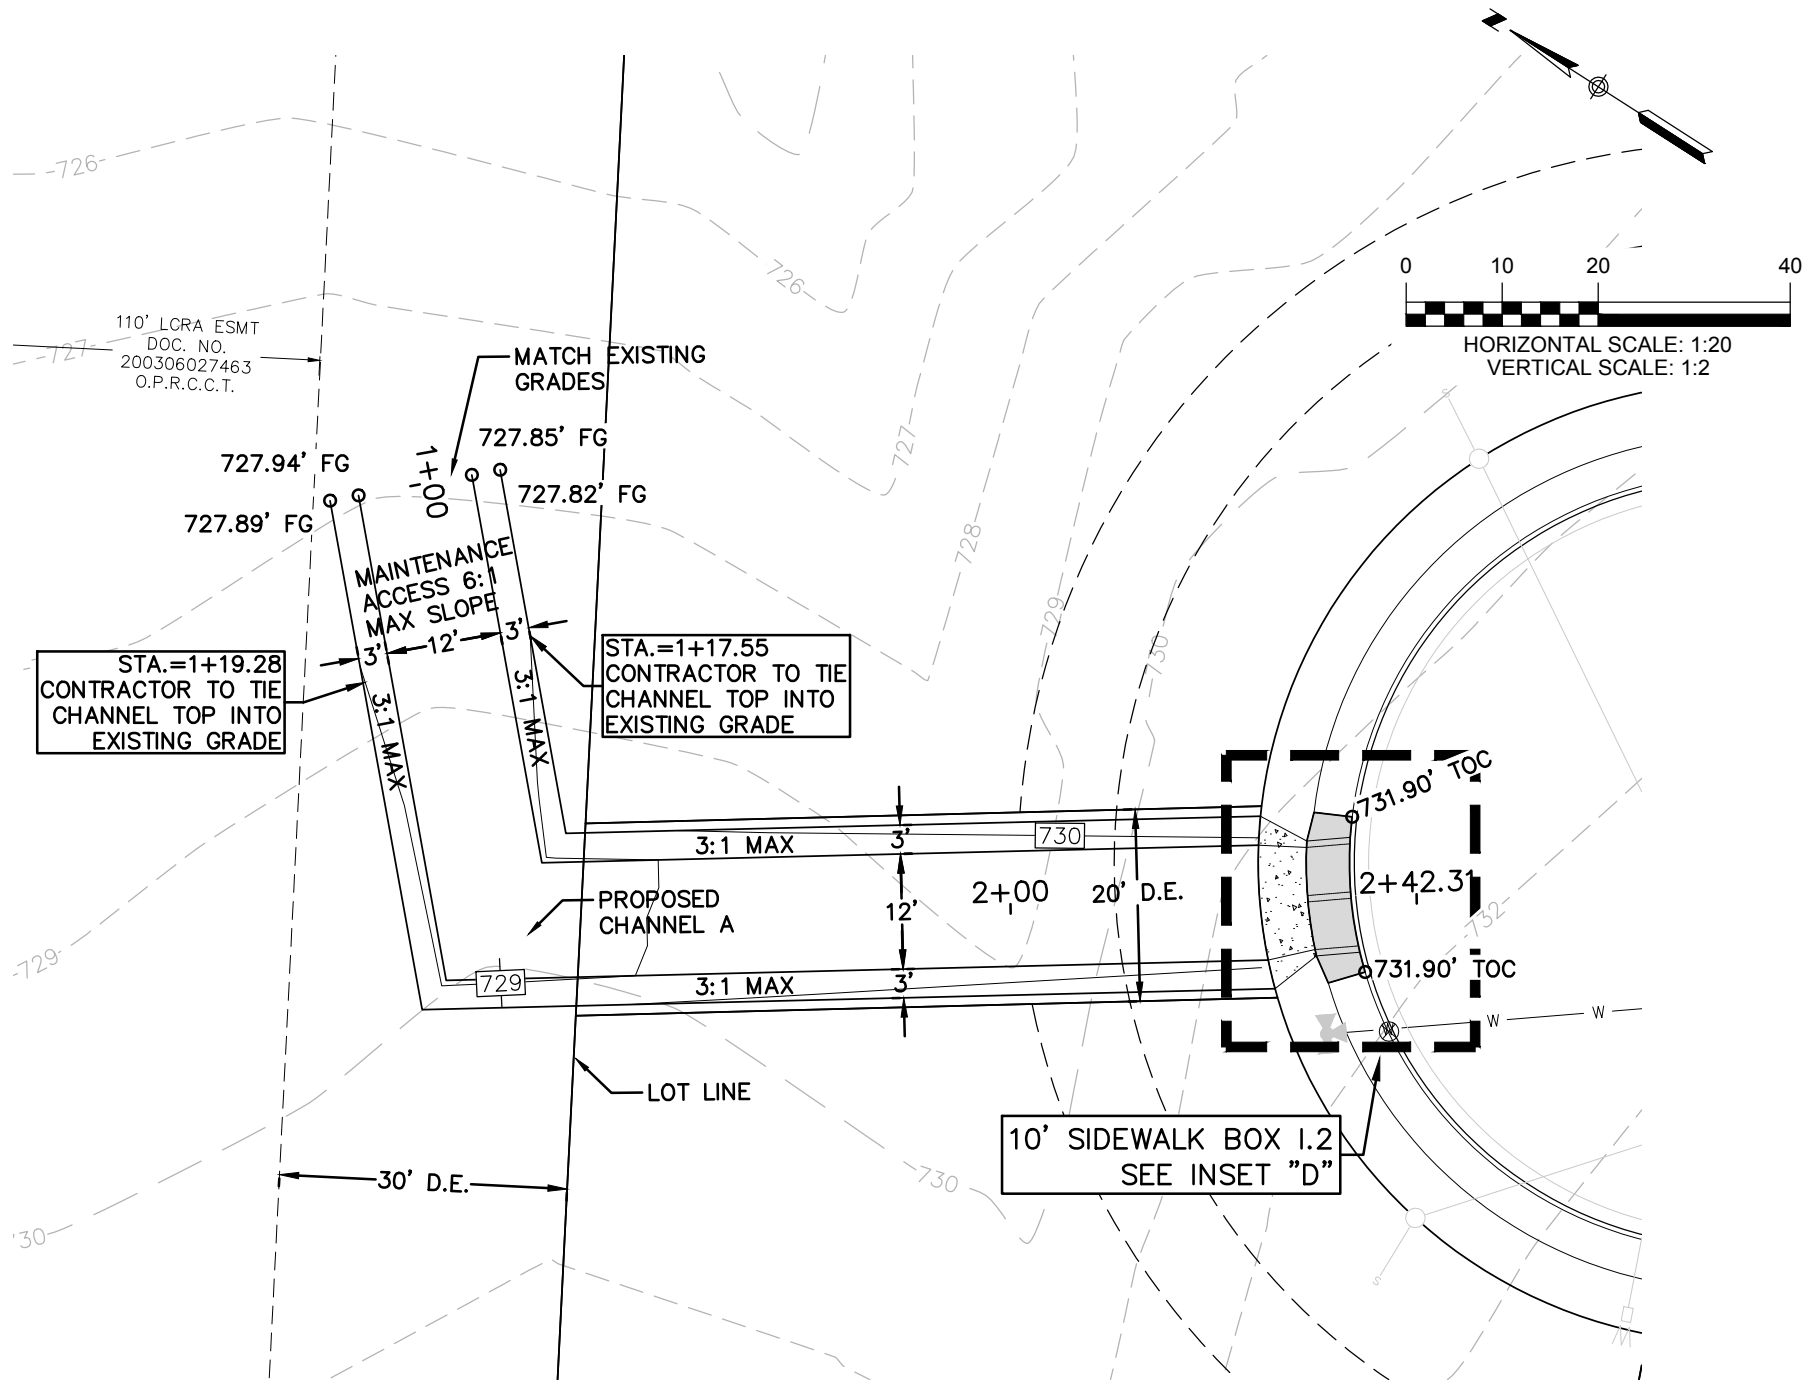 N
0 10 20 40
HORIZONTAL SCALE: 1:20
VERTICAL SCALE: 1:2
-726-
726
-727-
727
728
729
730
110' LCRA ESMT
DOC. NO.
200306027463
O.P.R.C.C.T.
MATCH EXISTING
GRADES
727.85' FG
727.94' FG
1+00
727.82' FG
727.89' FG
MAINTENANCE
ACCESS 6:1
MAX SLOPE
3'
12'
3'
STA.=1+19.28
CONTRACTOR TO TIE
CHANNEL TOP INTO
EXISTING GRADE
STA.=1+17.55
CONTRACTOR TO TIE
CHANNEL TOP INTO
EXISTING GRADE
3:1 MAX
3:1 MAX
3:1 MAX
3'
730
731.90' TOC
PROPOSED
CHANNEL A
12'
2+00
20' D.E.
2+42.31
-732-
-729-
729
3:1 MAX
3'
731.90' TOC
W
W
W
LOT LINE
10' SIDEWALK BOX I.2
SEE INSET "D"
30' D.E.
730
'30-
S
S
W